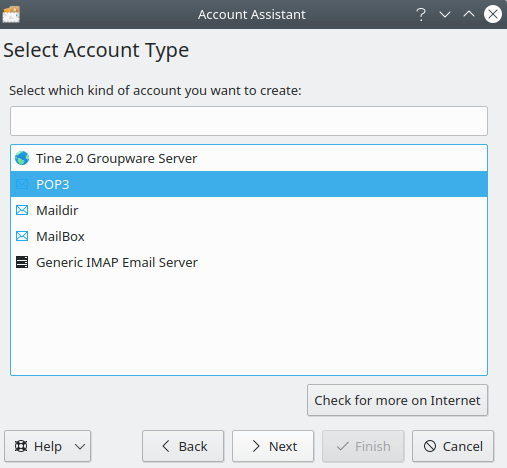 Account Assistant
Select Account Type
Select which kind of account you want to create:
Tine 2.0 Groupware Server
POP3
Maildir
MailBox
Generic IMAP Email Server
Check for more on Internet
Help
Back
Next
Finish
Cancel